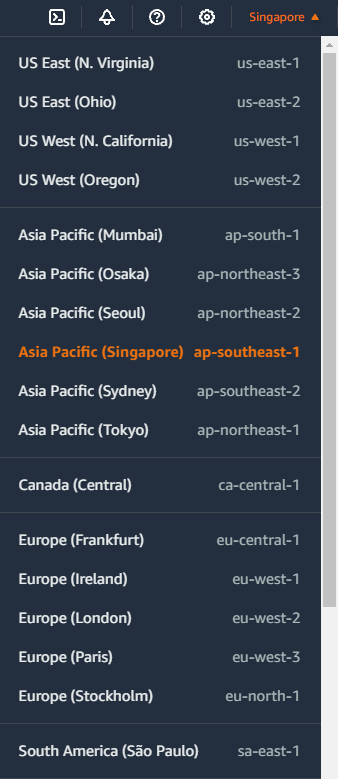 Singapore ▲
US East (N. Virginia) us-east-1
US East (Ohio) us-east-2
US West (N. California) us-west-1
US West (Oregon) us-west-2
Asia Pacific (Mumbai) ap-south-1
Asia Pacific (Osaka) ap-northeast-3
Asia Pacific (Seoul) ap-northeast-2
Asia Pacific (Singapore) ap-southeast-1
Asia Pacific (Sydney) ap-southeast-2
Asia Pacific (Tokyo) ap-northeast-1
Canada (Central) ca-central-1
Europe (Frankfurt) eu-central-1
Europe (Ireland) eu-west-1
Europe (London) eu-west-2
Europe (Paris) eu-west-3
Europe (Stockholm) eu-north-1
South America (São Paulo) sa-east-1